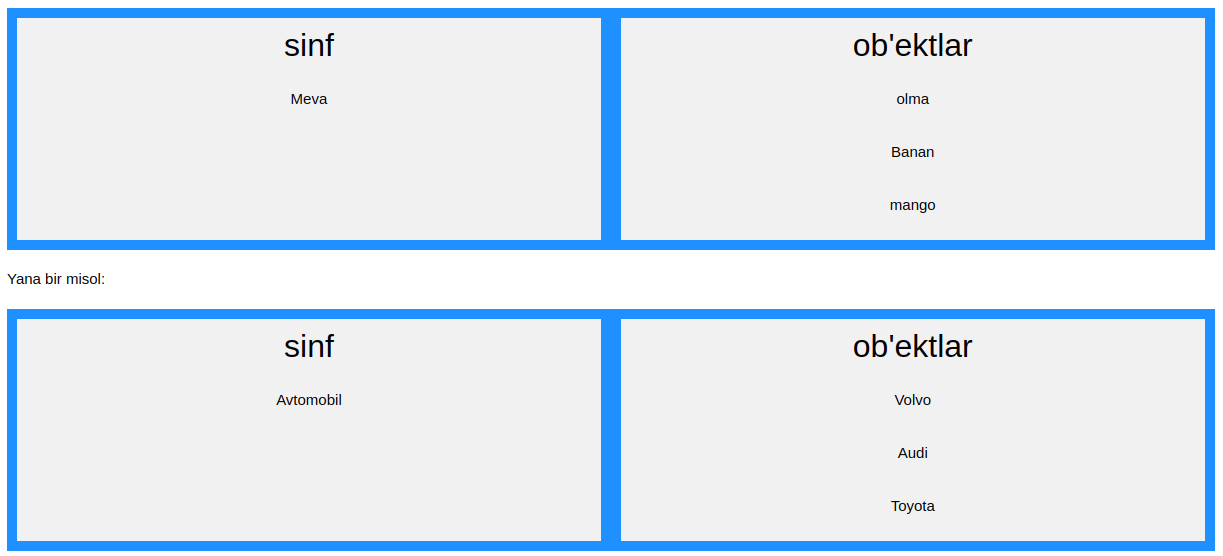 sinf
Meva
ob'ektlar
olma
Banan
mango
Yana bir misol:
sinf
Avtomobil
ob'ektlar
Volvo
Audi
Toyota